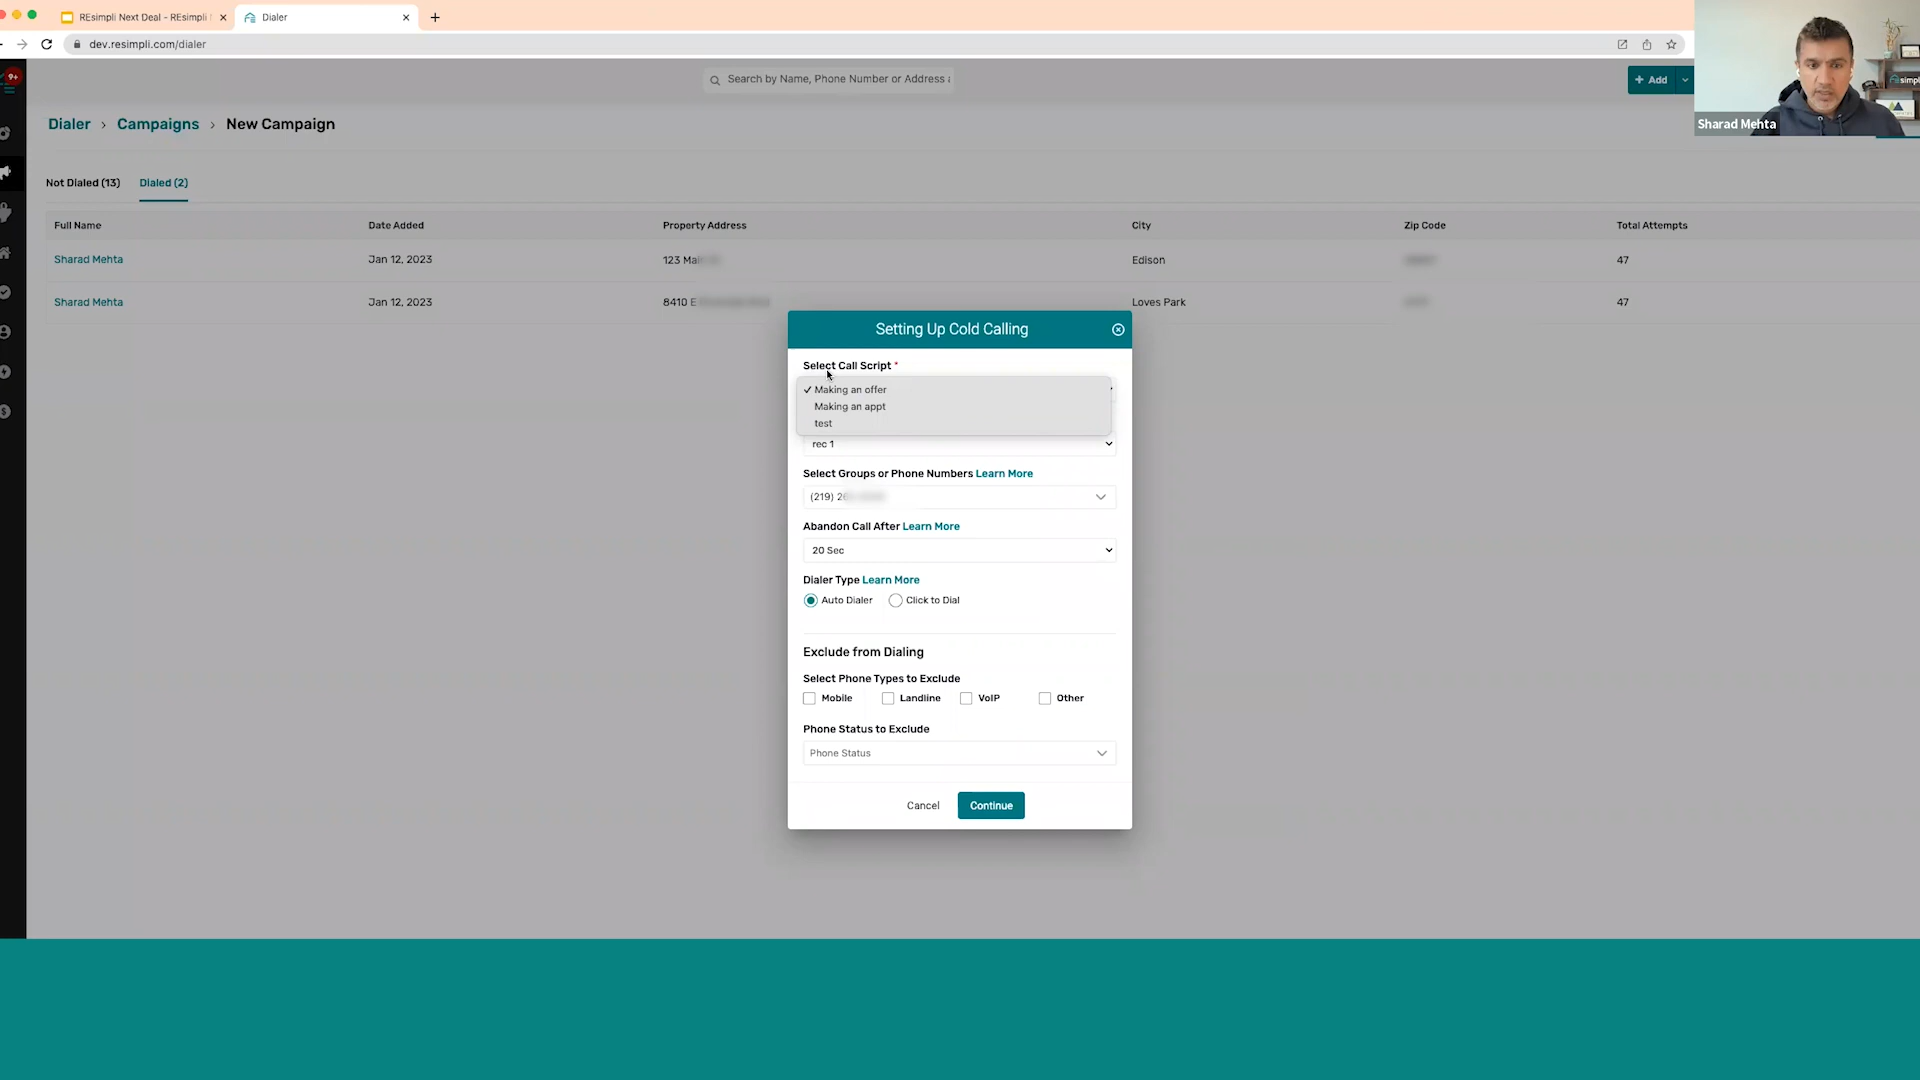 REsimpli Next Deal - REsimpli
Dialer
dev.resimpli.com/dialer
9+
Search by Name, Phone Number or Address
+ Add
Sharad Mehta
Dialer > Campaigns > New Campaign
Not Dialed (13) Dialed (2)
Full Name Date Added Property Address City Zip Code Total Attempts
Sharad Mehta Jan 12, 2023 123 Edison 47
Sharad Mehta Jan 12, 2023 8410 E Loves Park 47
Setting Up Cold Calling
Select Call Script *
✓ Making an offer
Making an appt
test
rec 1
Select Groups or Phone Numbers Learn More
(219)
Abandon Call After Learn More
20 Sec
Dialer Type Learn More
Auto Dialer Click to Dial
Exclude from Dialing
Select Phone Types to Exclude
Mobile Landline VoIP Other
Phone Status to Exclude
Phone Status
Cancel Continue